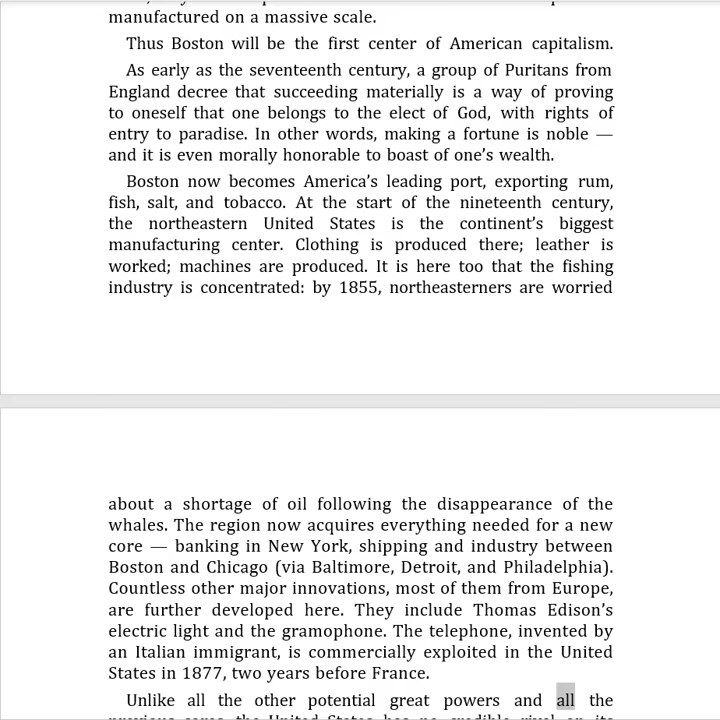 manufactured on a massive scale.
Thus Boston will be the first center of American capitalism.
As early as the seventeenth century, a group of Puritans from
England decree that succeeding materially is a way of proving
to oneself that one belongs to the elect of God, with rights of
entry to paradise. In other words, making a fortune is noble —
and it is even morally honorable to boast of one’s wealth.
Boston now becomes America’s leading port, exporting rum,
fish, salt, and tobacco. At the start of the nineteenth century,
the northeastern United States is the continent’s biggest
manufacturing center. Clothing is produced there; leather is
worked; machines are produced. It is here too that the fishing
industry is concentrated: by 1855, northeasterners are worried
about a shortage of oil following the disappearance of the
whales. The region now acquires everything needed for a new
core — banking in New York, shipping and industry between
Boston and Chicago (via Baltimore, Detroit, and Philadelphia).
Countless other major innovations, most of them from Europe,
are further developed here. They include Thomas Edison’s
electric light and the gramophone. The telephone, invented by
an Italian immigrant, is commercially exploited in the United
States in 1877, two years before France.
Unlike all the other potential great powers and all the